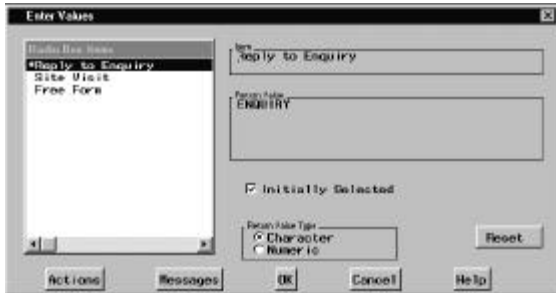 Enter Values
Radio Box Items
*Reply to Enquiry
Site Visit
Free Form
Item
Reply to Enquiry
Return Value
ENQUIRY
Initially Selected
Return Value Type
Character
Numeric
Reset
Actions
Messages
OK
Cancel
Help